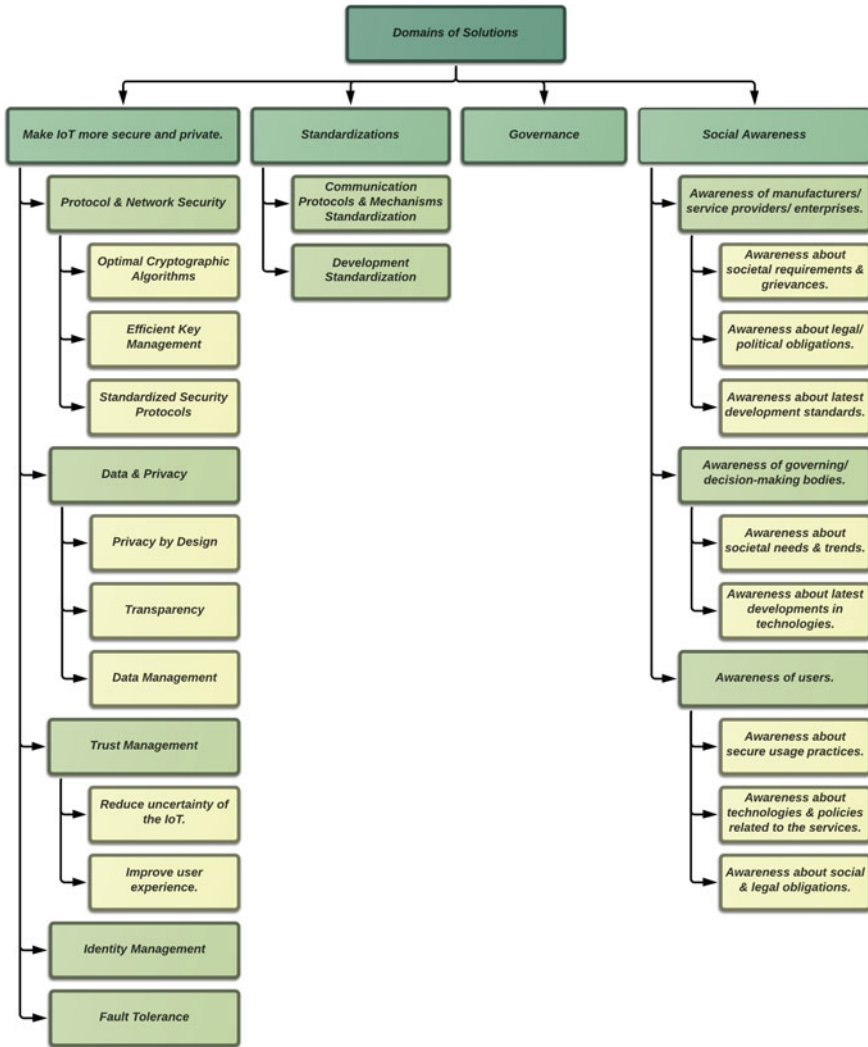 Domains of Solutions
Make IoT more secure and private.
Standardizations
Governance
Social Awareness
Protocol & Network Security
Optimal Cryptographic
Algorithms
Efficient Key
Management
Standardized Security
Protocols
Data & Privacy
Privacy by Design
Transparency
Data Management
Trust Management
Reduce uncertainty of
the IoT.
Improve user
experience.
Identity Management
Fault Tolerance
Communication
Protocols & Mechanisms
Standardization
Development
Standardization
Awareness of manufacturers/
service providers/ enterprises.
Awareness about
societal requirements &
grievances.
Awareness about legal/
political obligations.
Awareness about latest
development standards.
Awareness of governing/
decision-making bodies.
Awareness about
societal needs & trends.
Awareness about latest
developments in
technologies.
Awareness of users.
Awareness about
secure usage practices.
Awareness about
technologies & policies
related to the services.
Awareness about social
& legal obligations.